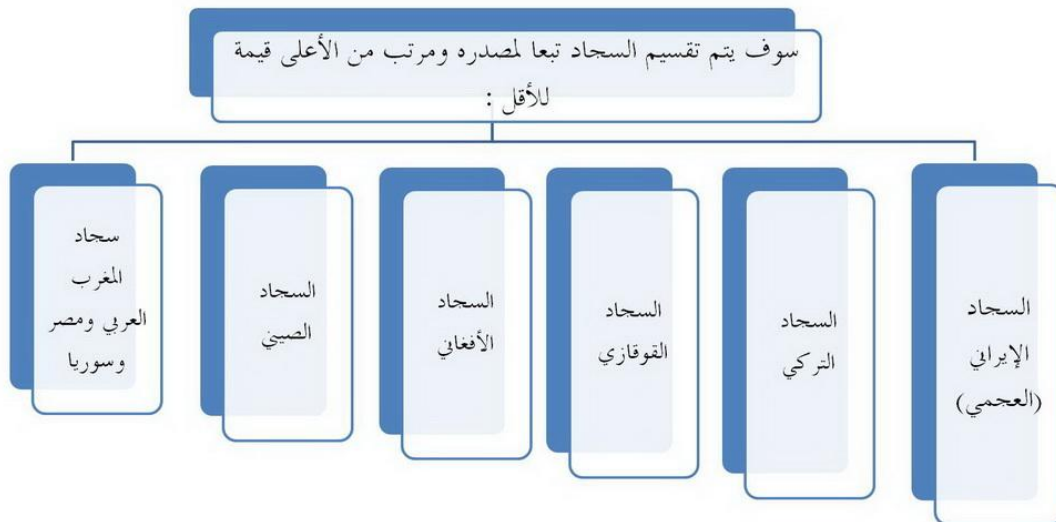 سوف يتم تقسيم السجاد تبعا لمصدره ومرتب من الأعلى قيمة
للأقل :
السجاد
الإيراني
(العجمي)
السجاد
التركي
السجاد
القوقازي
السجاد
الأفغاني
السجاد
الصيني
سجاد
المغرب
العربي ومصر
وسوريا